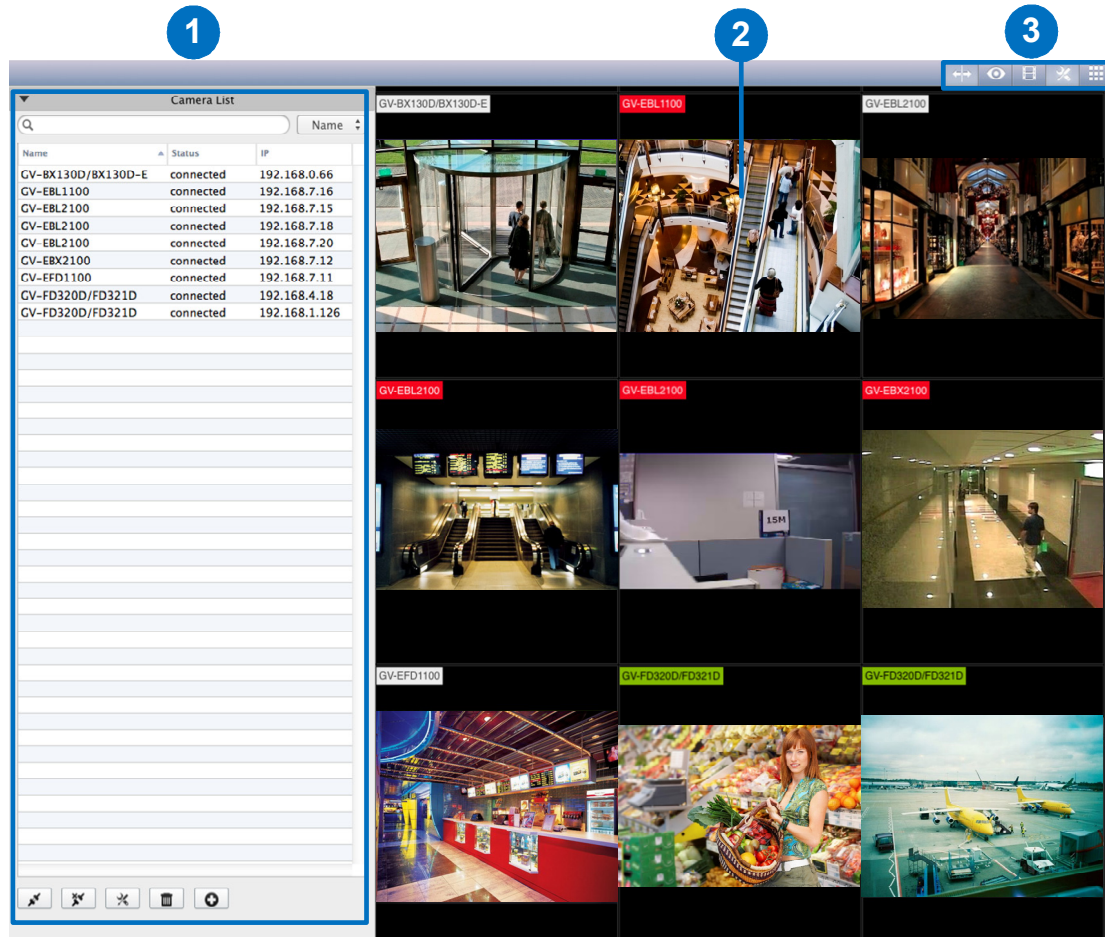 1
2
3
Camera List
Name
Name Status IP
GV-BX130D/BX130D-E connected 192.168.0.66
GV-EBL1100 connected 192.168.7.16
GV-EBL2100 connected 192.168.7.15
GV-EBL2100 connected 192.168.7.18
GV-EBL2100 connected 192.168.7.20
GV-EBX2100 connected 192.168.7.12
GV-EFD1100 connected 192.168.7.11
GV-FD320D/FD321D connected 192.168.4.18
GV-FD320D/FD321D connected 192.168.1.126
GV-BX130D/BX130D-E
GV-EBL1100
GV-EBL2100
GV-EBL2100
GV-EBL2100
15M
GV-EBX2100
GV-EFD1100
GV-FD320D/FD321D
GV-FD320D/FD321D